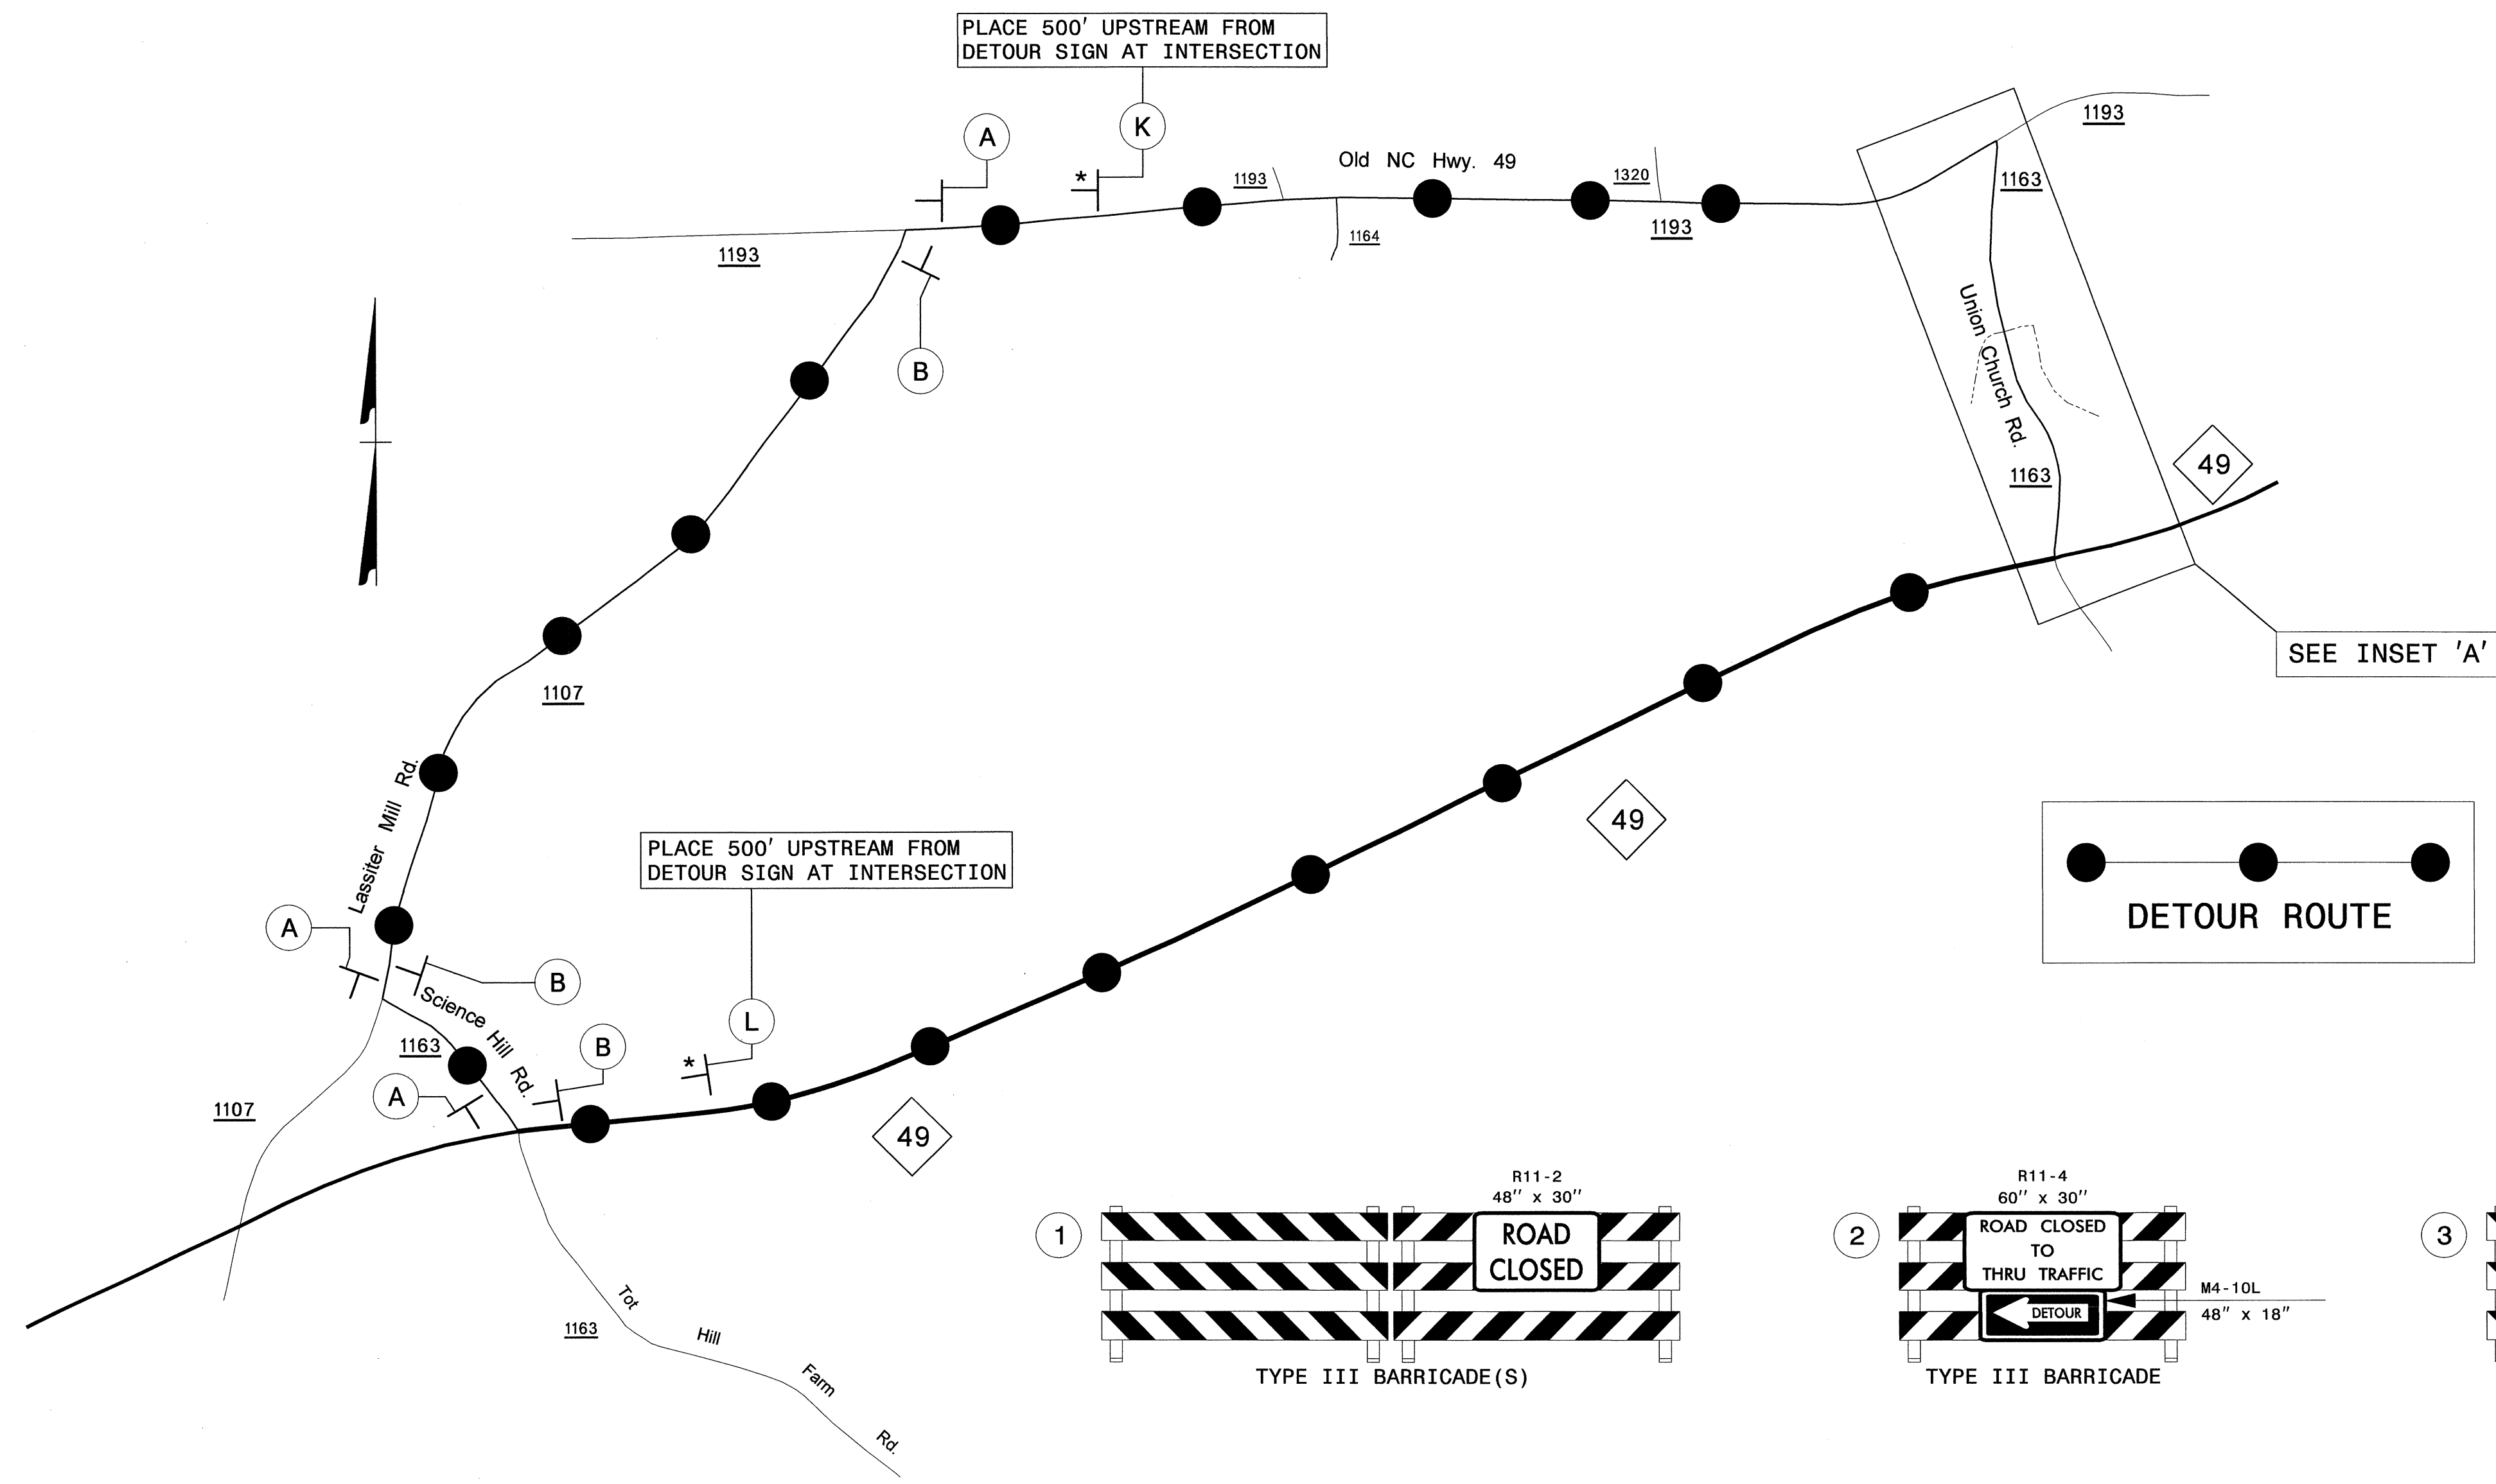 PLACE 500' UPSTREAM FROM
DETOUR SIGN AT INTERSECTION
A
K
*
Old NC Hwy. 49
1193
1193
1320
1193
1163
1193
1164
1193
B
Union Church Rd.
1163
49
SEE INSET 'A'
1107
Lassiter Mill Rd.
49
PLACE 500' UPSTREAM FROM
DETOUR SIGN AT INTERSECTION
DETOUR ROUTE
A
B
Science Hill Rd.
L
*
B
1163
A
1107
49
1163
Tot Hill Farm Rd.
1
R11-2
48" x 30"
ROAD
CLOSED
TYPE III BARRICADE(S)
2
R11-4
60" x 30"
ROAD CLOSED
TO
THRU TRAFFIC
DETOUR
M4-10L
48" x 18"
TYPE III BARRICADE
3